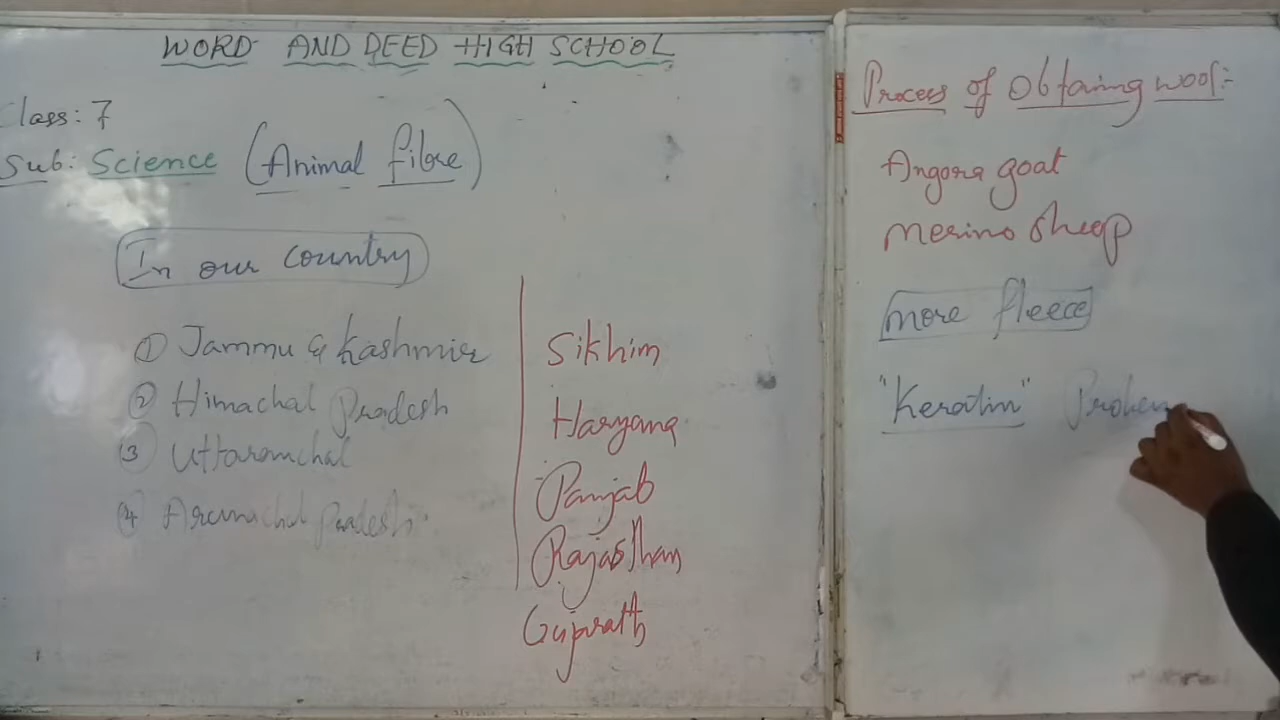 WORD AND DEED HIGH SCHOOL
Class: 7
Sub: Science (Animal fibre)
In our country
① Jammu & Kashmir
② Himachal Pradesh
③ Uttaranchal
④ Arunachal Pradesh.
Sikhim
Haryana
Panjab
Rajasthan
Gujarath
Process of Obtaining wool:-
Angora goat
Merino sheep
more fleece
"Keratin" Protein